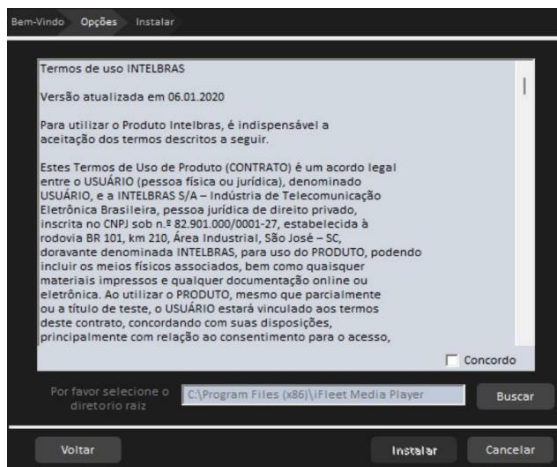 Bem-Vindo Opções Instalar
Termos de uso INTELBRAS
Versão atualizada em 06.01.2020
Para utilizar o Produto Intelbras, é indispensável a
aceitação dos termos descritos a seguir.
Estes Termos de Uso de Produto (CONTRATO) é um acordo legal
entre o USUÁRIO (pessoa física ou jurídica), denominado
USUÁRIO, e a INTELBRAS S/A – Indústria de Telecomunicação
Eletrônica Brasileira, pessoa jurídica de direito privado,
inscrita no CNPJ sob n.º 82.901.000/0001-27, estabelecida à
rodovia BR 101, km 210, Área Industrial, São José – SC,
doravante denominada INTELBRAS, para uso do PRODUTO, podendo
incluir os meios físicos associados, bem como quaisquer
materiais impressos e qualquer documentação online ou
eletrônica. Ao utilizar o PRODUTO, mesmo que parcialmente
ou a título de teste, o USUÁRIO estará vinculado aos termos
deste contrato, concordando com suas disposições,
principalmente com relação ao consentimento para o acesso,
Concordo
Por favor selecione o
diretorio raiz
C:\Program Files (x86)\iFleet Media Player
Buscar
Voltar Instalar Cancelar